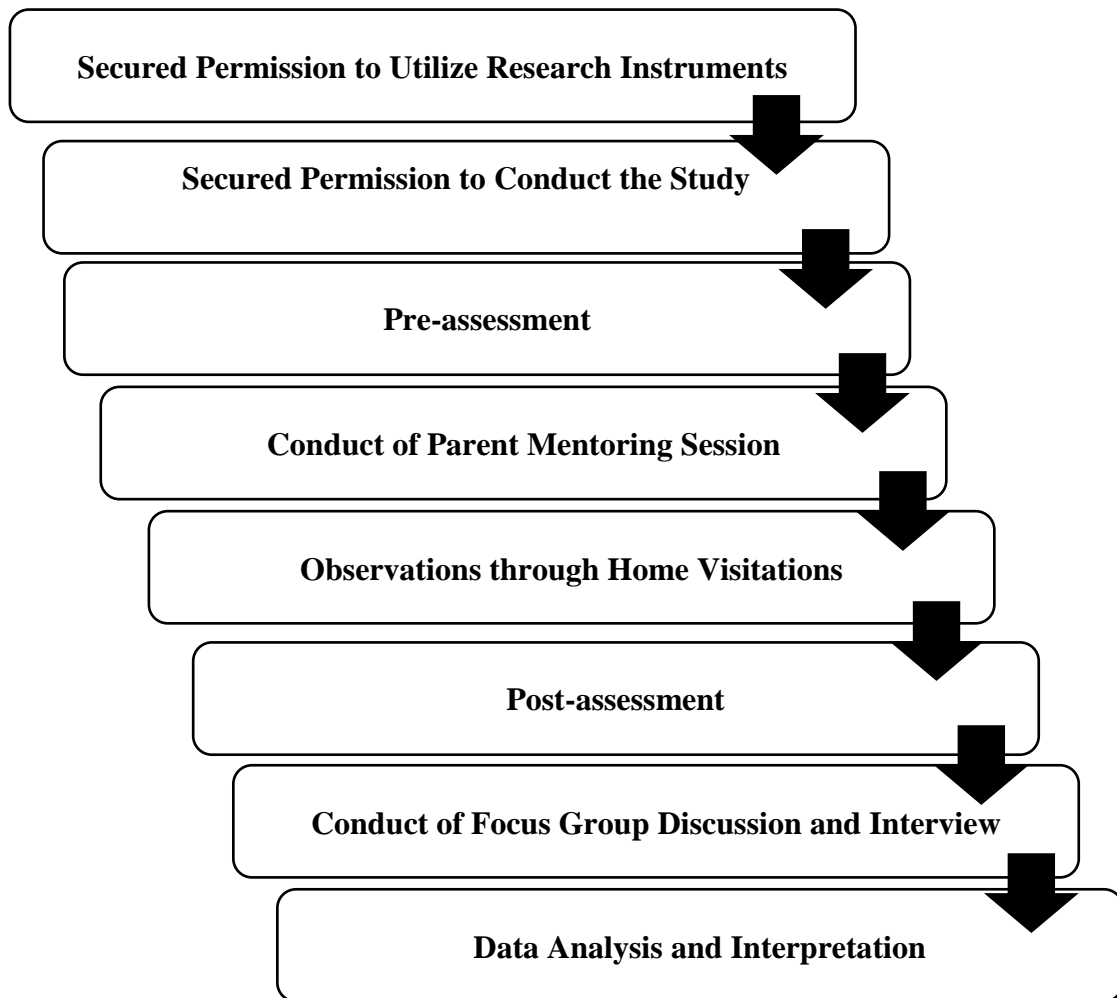 Secured Permission to Utilize Research Instruments
Secured Permission to Conduct the Study
Pre-assessment
Conduct of Parent Mentoring Session
Observations through Home Visitations
Post-assessment
Conduct of Focus Group Discussion and Interview
Data Analysis and Interpretation